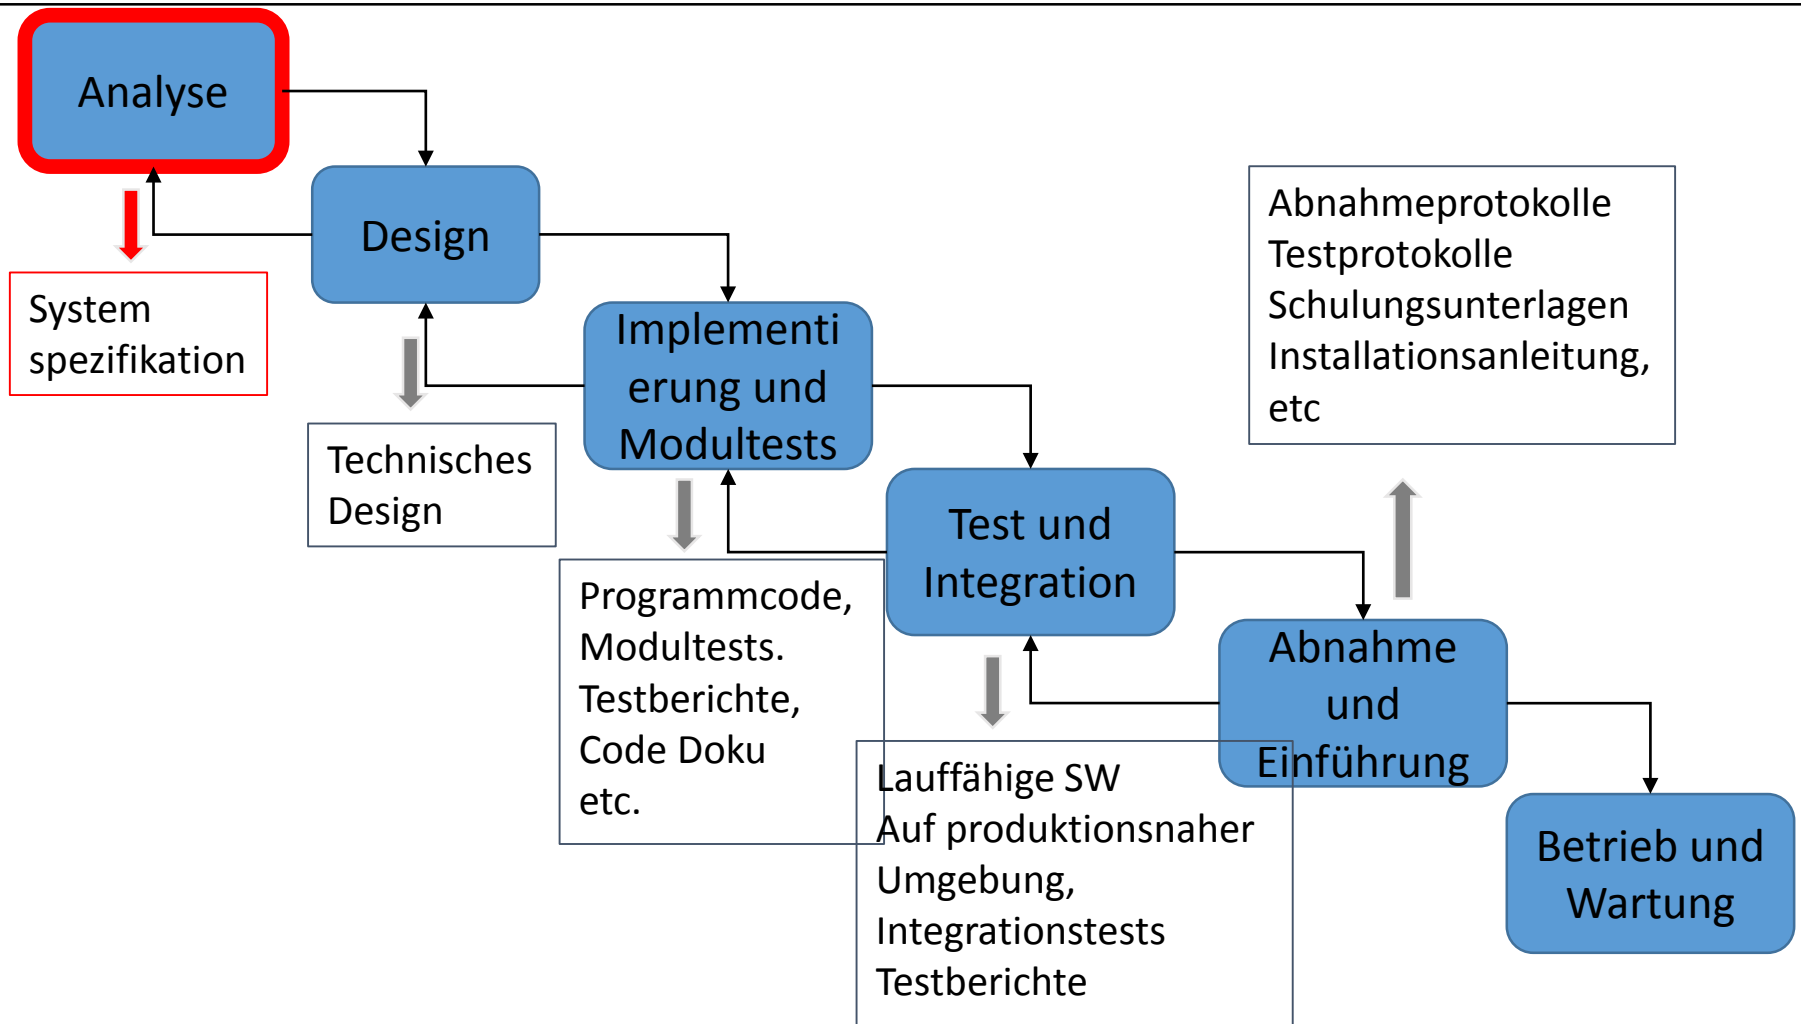 Analyse
Design
System
spezifikation
Implementi
erung und
Modultests
Technisches
Design
Abnahmeprotokolle
Testprotokolle
Schulungsunterlagen
Installationsanleitung,
etc
Test und
Integration
Programmcode,
Modultests.
Testberichte,
Code Doku
etc.
Abnahme
und
Einführung
Lauffähige SW
Auf produktionsnaher
Umgebung,
Integrationstests
Testberichte
Betrieb und
Wartung